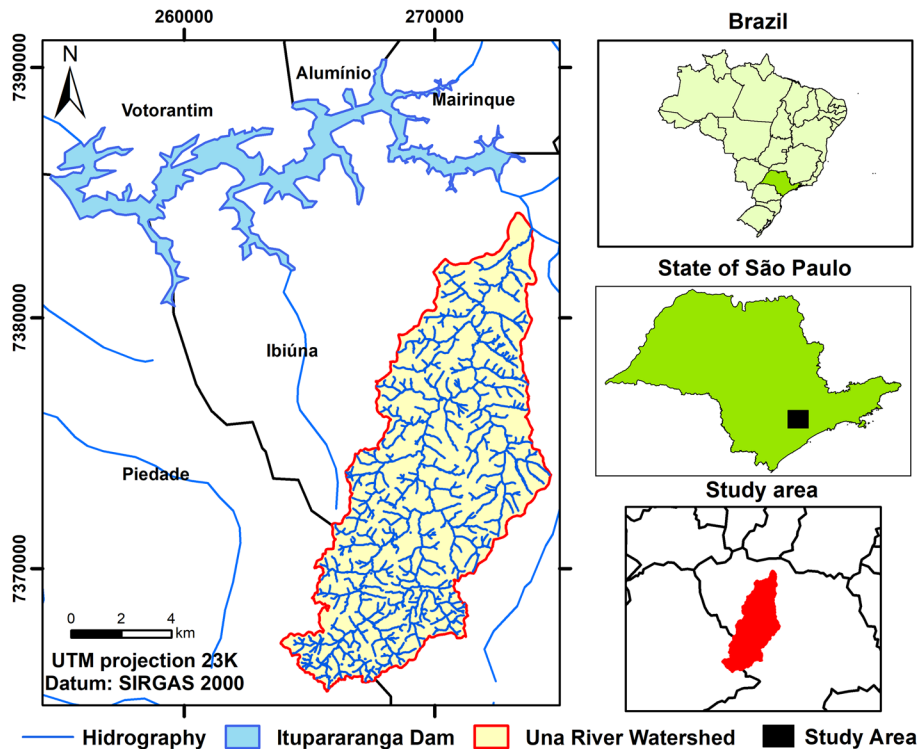 260000
270000
Brazil
7390000
N
Alumínio
Votorantim
Mairinque
State of São Paulo
7380000
Ibiúna
Piedade
Study area
7370000
0
2
4
km
UTM projection 23K
Datum: SIRGAS 2000
Hidrography
Itupararanga Dam
Una River Watershed
Study Area